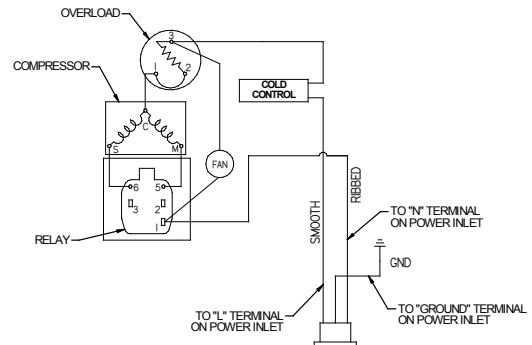 OVERLOAD
3
1
2
COMPRESSOR
COLD
CONTROL
C
S
M
FAN
6
5
3
2
1
RELAY
SMOOTH
RIBBED
TO "N" TERMINAL
ON POWER INLET
GND
TO "L" TERMINAL
ON POWER INLET
TO "GROUND" TERMINAL
ON POWER INLET